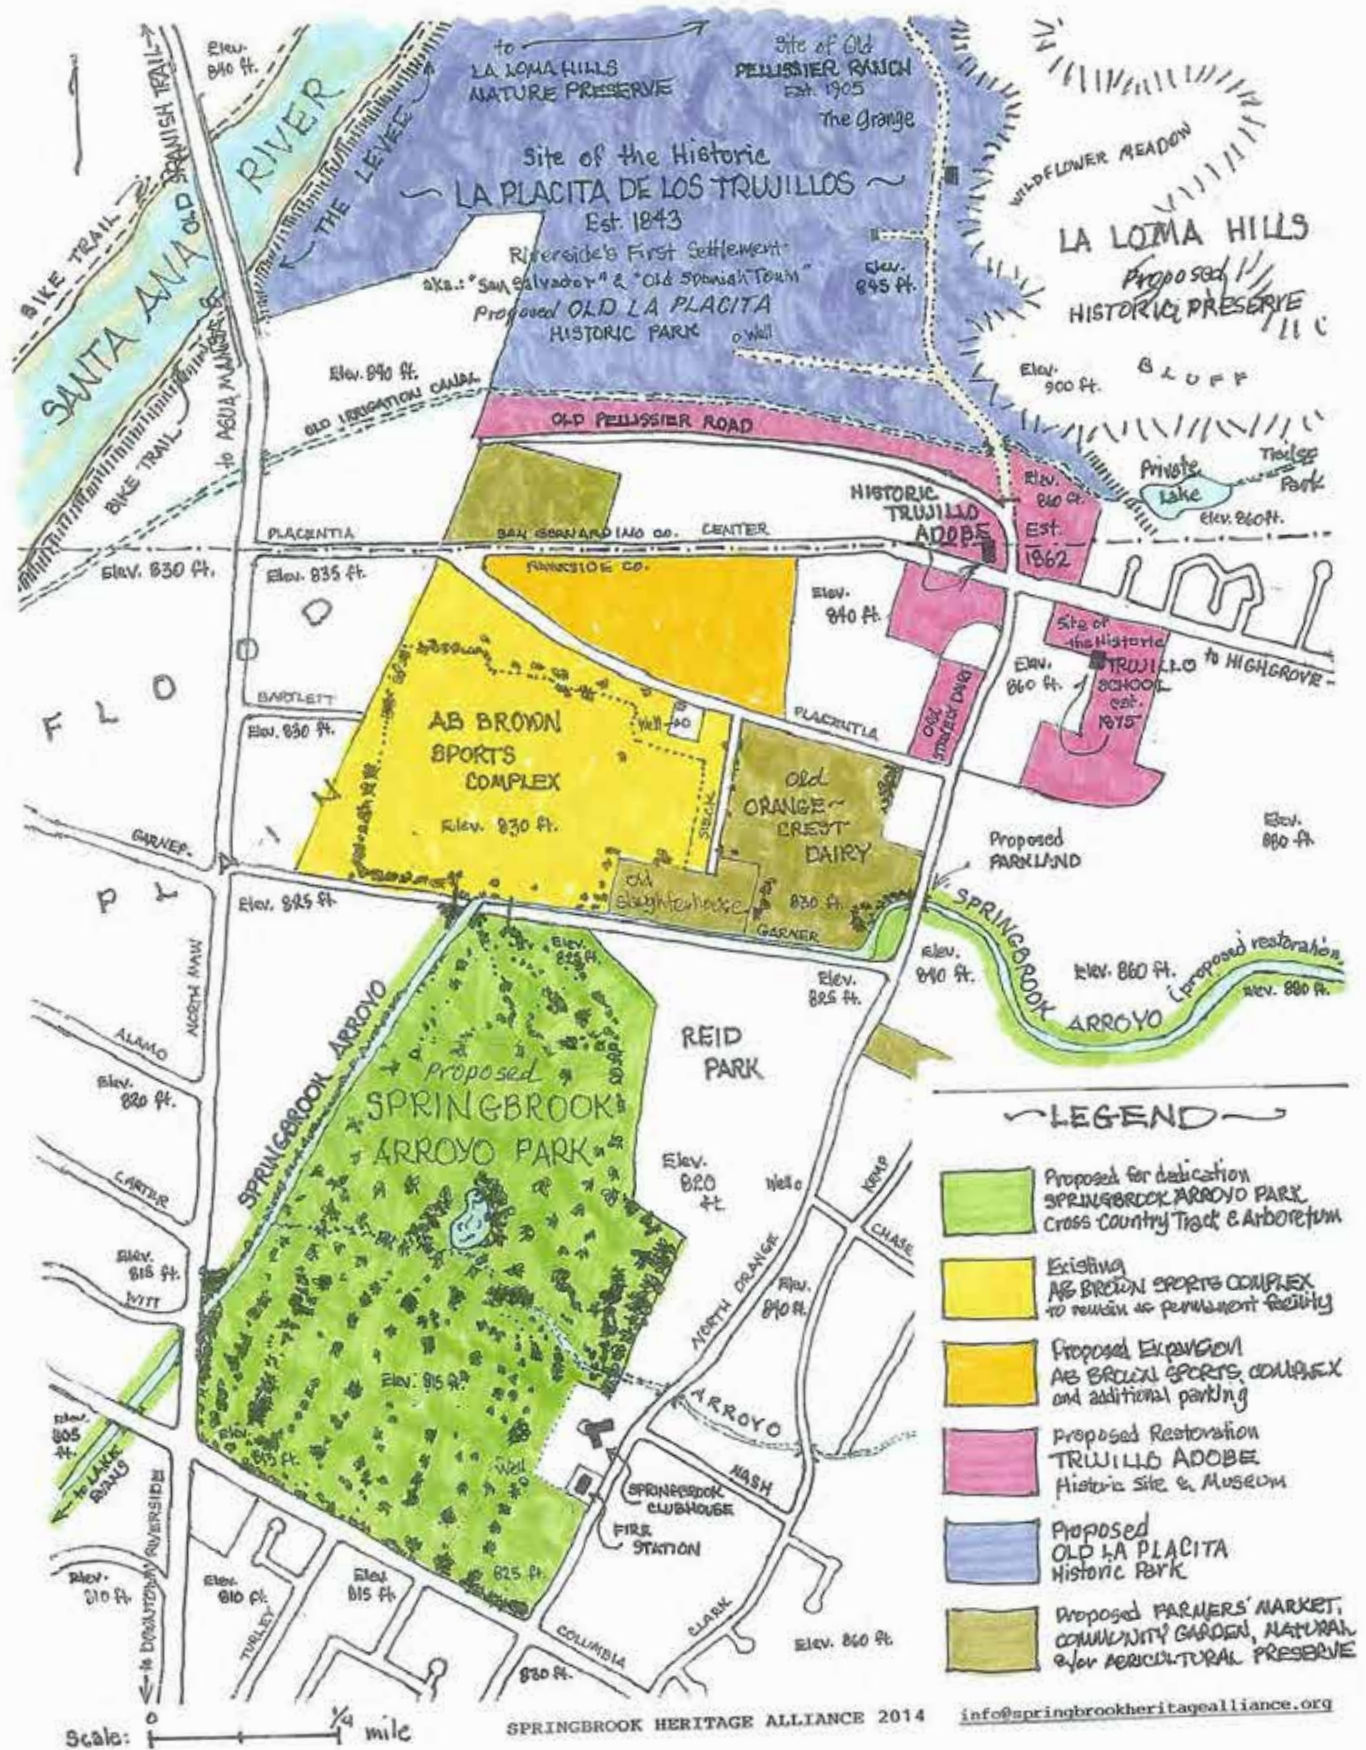 Elev.
840 ft.
to
LA LOMA HILLS
NATURE PRESERVE
Site of Old
PELLISSIER RANCH
Est. 1905
The Grange
OLD SPANISH TRAIL
RIVER
THE LEVEE
WILDFLOWER MEADOW
Site of the Historic
~ LA PLACITA DE LOS TRUJILLOS ~
Est. 1843
Riverside's First Settlement
aka: "San Salvador" & "Old Spanish Town"
Proposed OLD LA PLACITA
HISTORIC PARK
o Well
Elev.
845 ft.
LA LOMA HILLS
Proposed
HISTORIC PRESERVE
BIKE TRAIL
SANTA ANA
to AGUA MANSA
Elev. 840 ft.
OLD IRRIGATION CANAL
Elev.
900 ft.
BLUFF
OLD PELLISSIER ROAD
BIKE TRAIL
HISTORIC
TRUJILLO
ADOBE
Elev.
860 ft.
Est.
1862
Private
Lake
Trailer
Park
Elev. 860 ft.
PLACENTIA
SAN BERNARDINO CO.
CENTER
Elev. 830 ft.
Elev. 835 ft.
Elev.
840 ft.
Site of
the Historic
TRUJILLO
SCHOOL
est.
1875
Elev.
860 ft.
to HIGHGROVE
FLOOD
PLAIN
BARTLETT
Elev. 830 ft.
AB BROWN
SPORTS
COMPLEX
Elev. 830 ft.
Well
PLACENTIA
Old
ORANGE~
CREST
DAIRY
830 ft.
Old
Slaughterhouse
GARNER
Elev. 825 ft.
GARNER
Proposed
PARKLAND
Elev.
880 ft.
SPRINGBROOK
ARROYO
(proposed restoration
Elev. 860 ft.
Elev. 880 ft.
Elev.
840 ft.
Elev.
825 ft.
Elev.
825 ft.
NORTH MAIN
SPRINGBROOK ARROYO
REID
PARK
ALAMO
Elev.
820 ft.
Proposed
SPRINGBROOK
ARROYO PARK
CARTER
Elev.
820
ft
Well o
KEMP
CHASE
Elev.
815 ft.
WITT
NORTH ORANGE
Elev.
840 ft.
Elev. 815 ft.
ARROYO
Elev.
805
ft.
to LAKE
EVANS
Elev.
815 ft.
Well
SPRINGBROOK
CLUBHOUSE
NASH
FIRE
STATION
Elev.
810 ft.
to DOWNTOWN RIVERSIDE
Elev.
810 ft.
Elev.
815 ft.
825 ft.
TURLEY
COLUMBIA
CLARK
830 ft.
Elev. 860 ft.
~LEGEND~
Proposed for dedication
SPRINGBROOK ARROYO PARK
Cross Country Track & Arboretum
Existing
AB BROWN SPORTS COMPLEX
to remain as permanent facility
Proposed Expansion
AB BROWN SPORTS COMPLEX
and additional parking
Proposed Restoration
TRUJILLO ADOBE
Historic Site & Museum
Proposed
OLD LA PLACITA
Historic Park
Proposed FARMERS' MARKET,
COMMUNITY GARDEN, NATURAL
&/or AGRICULTURAL PRESERVE
Scale: 0 1/4 mile
SPRINGBROOK HERITAGE ALLIANCE 2014
info@springbrookheritagealliance.org